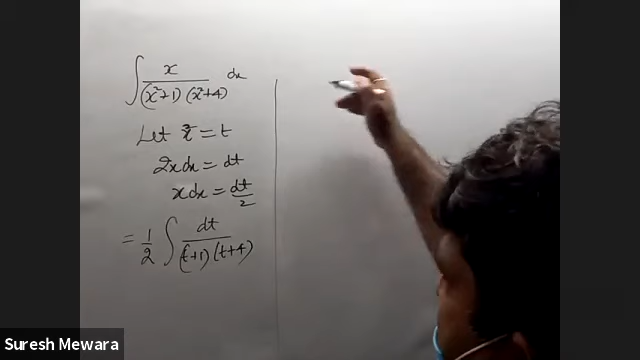 ∫ x / (x²+1) (x²+4) dx
Let x² = t
2x dx = dt
x dx = dt/2
= 1/2 ∫ dt / (t+1) (t+4)
Suresh Mewara